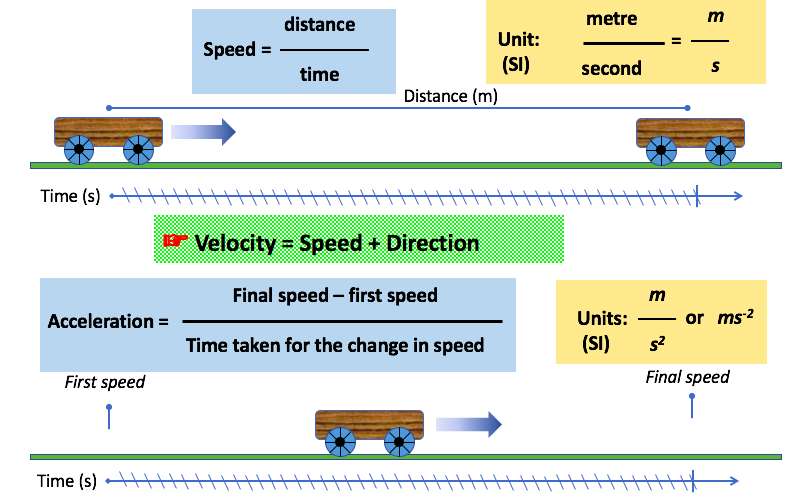 Speed = distance / time
Unit: (SI) metre / second = m / s
Distance (m)
Time (s)
☛ Velocity = Speed + Direction
Acceleration = Final speed – first speed / Time taken for the change in speed
Units: (SI) m / s² or ms⁻²
First speed
Final speed
Time (s)